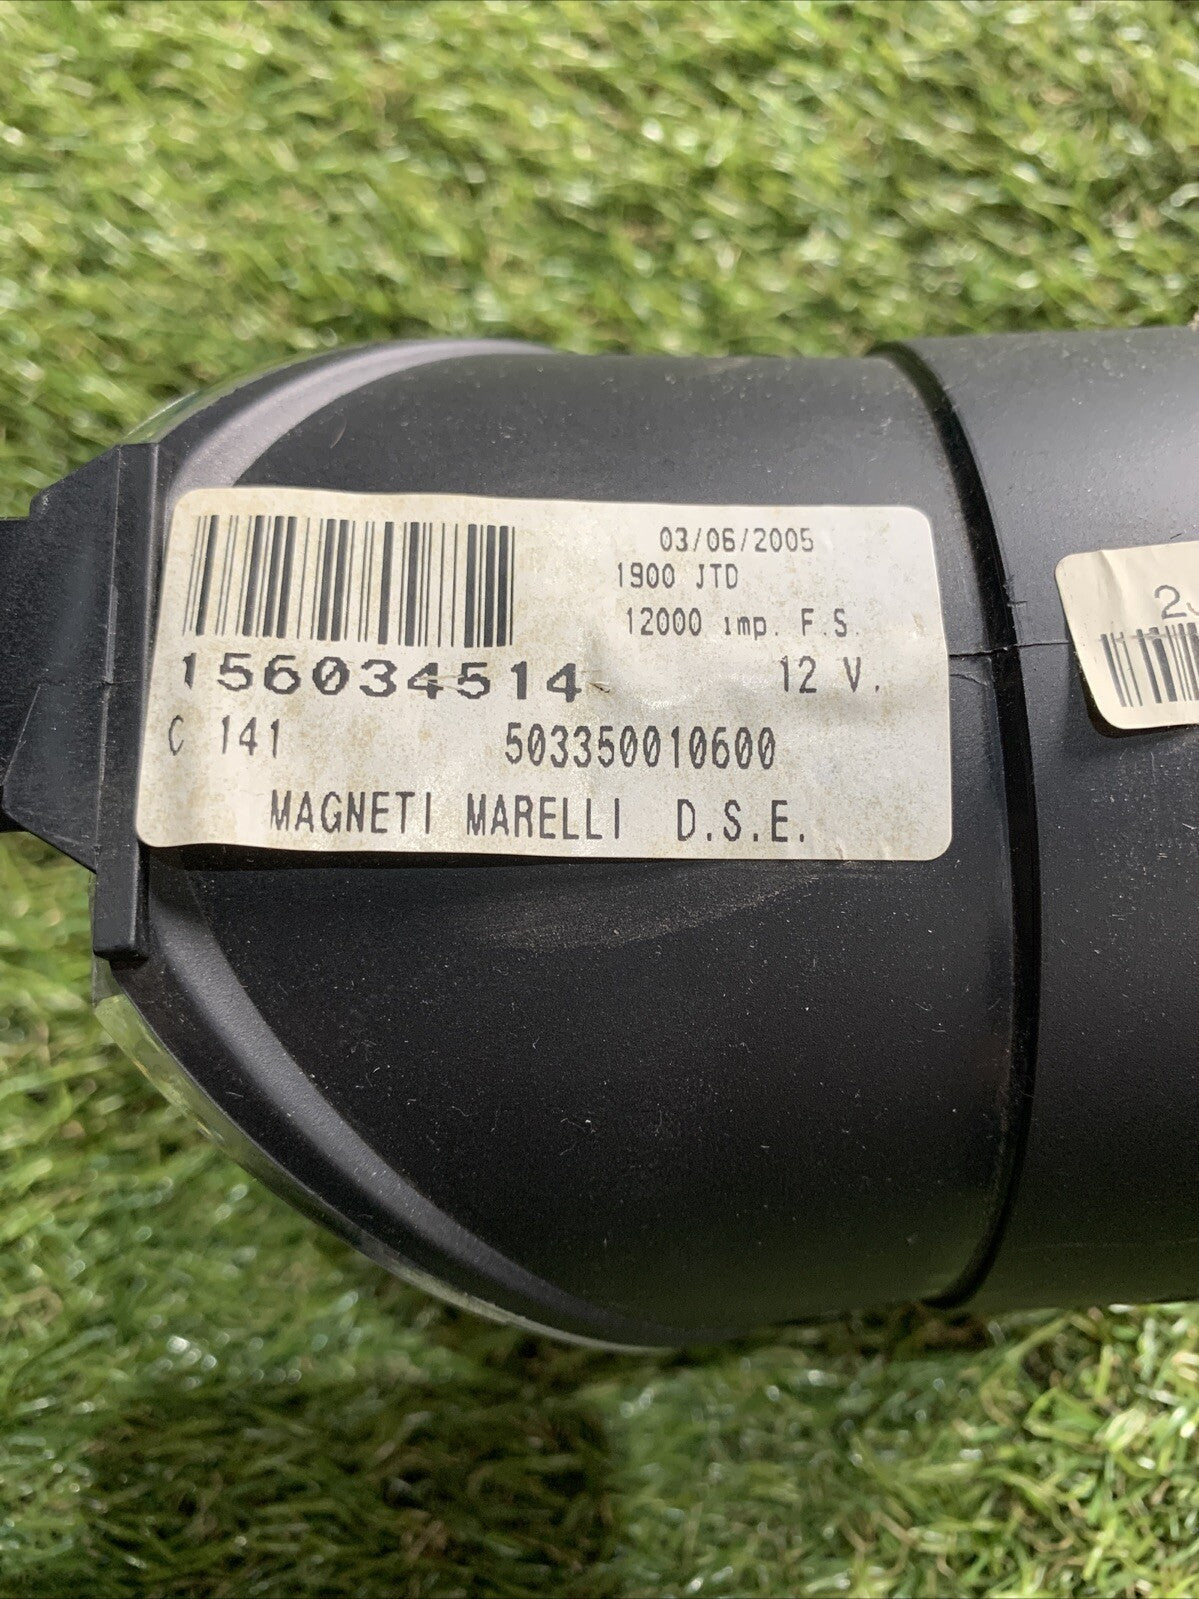 03/06/2005
1900 JTD
12000 imp. F.S.
156034514
12 V.
C 141
503350010600
MAGNETI MARELLI D.S.E.